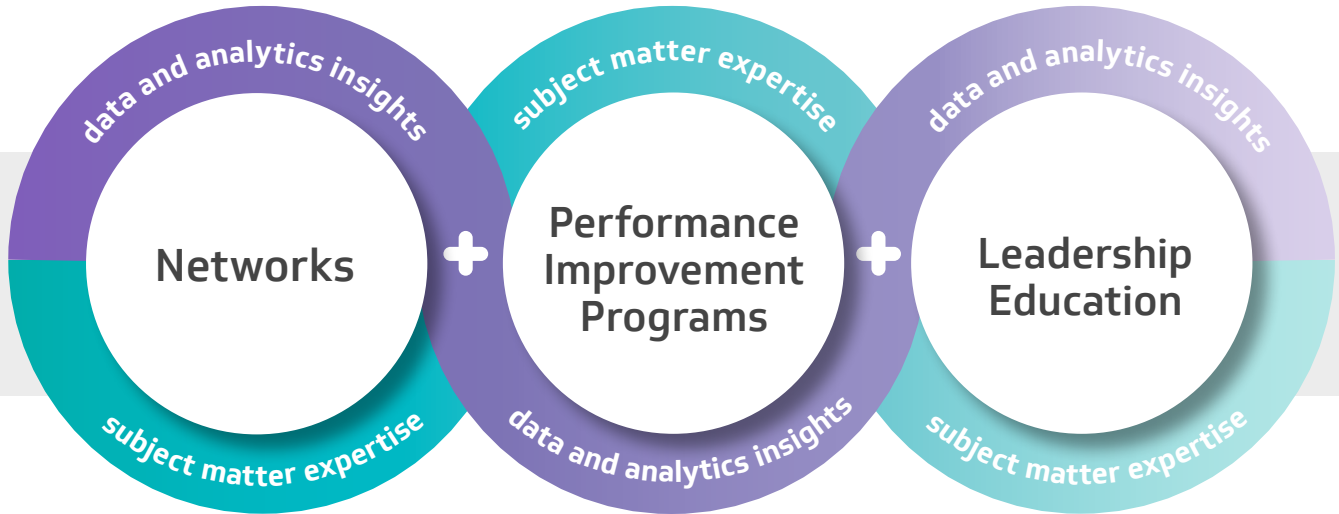 data and analytics insights
Networks
subject matter expertise
+
subject matter expertise
Performance
Improvement
Programs
data and analytics insights
+
data and analytics insights
Leadership
Education
subject matter expertise